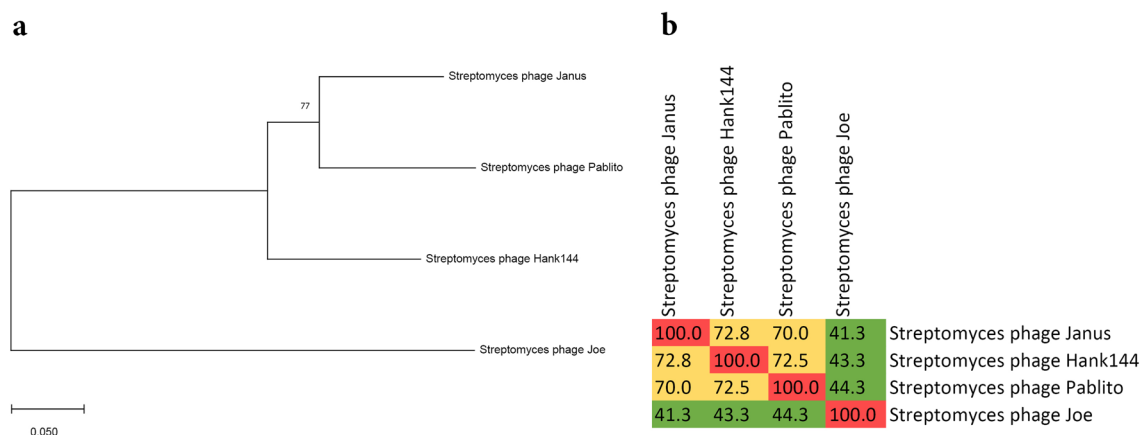 a
Streptomyces phage Janus
77
Streptomyces phage Pablito
Streptomyces phage Hank144
Streptomyces phage Joe
0.050
b
Streptomyces phage Janus
Streptomyces phage Hank144
Streptomyces phage Pablito
Streptomyces phage Joe
100.0 72.8 70.0 41.3 Streptomyces phage Janus
72.8 100.0 72.5 43.3 Streptomyces phage Hank144
70.0 72.5 100.0 44.3 Streptomyces phage Pablito
41.3 43.3 44.3 100.0 Streptomyces phage Joe